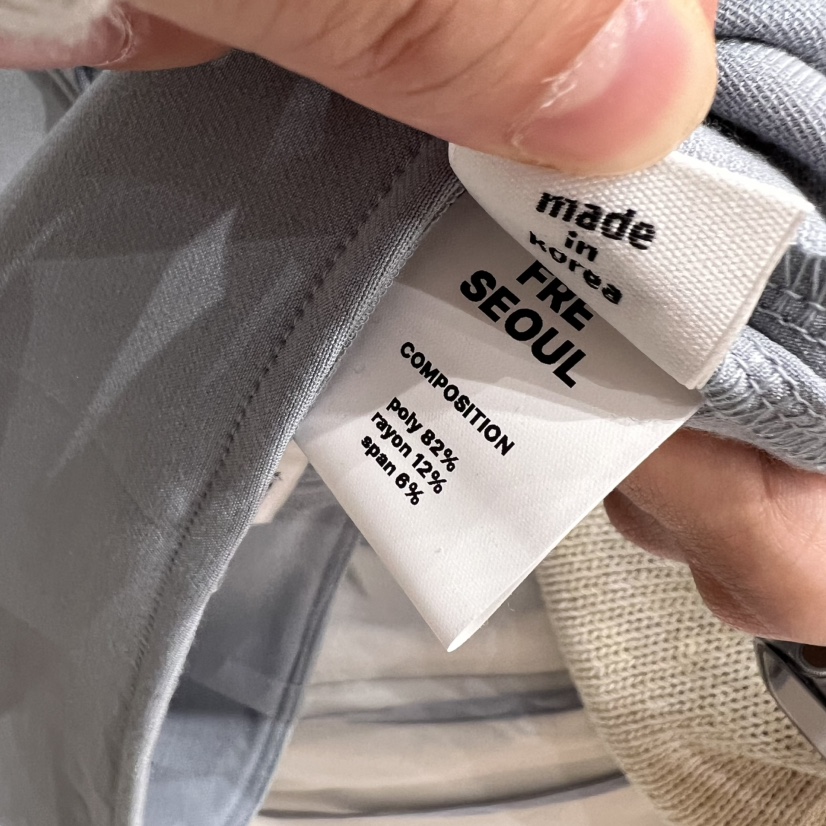 made
in
korea
FRE
SEOUL
COMPOSITION
poly 82%
rayon 12%
span 6%